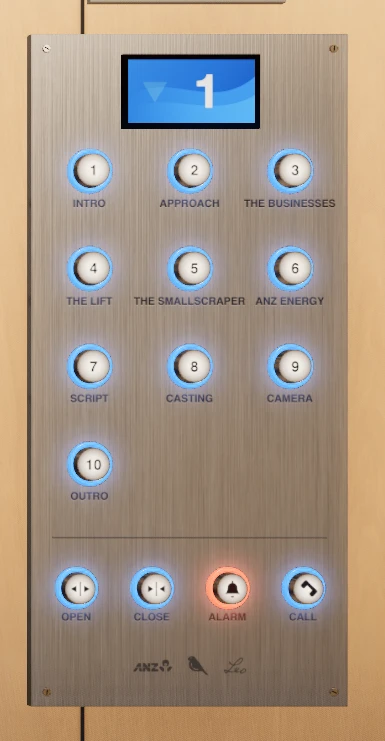 1
1 2 3
INTRO APPROACH THE BUSINESSES
4 5 6
THE LIFT THE SMALLSCRAPER ANZ ENERGY
7 8 9
SCRIPT CASTING CAMERA
10
OUTRO
OPEN CLOSE ALARM CALL
ANZ Leo